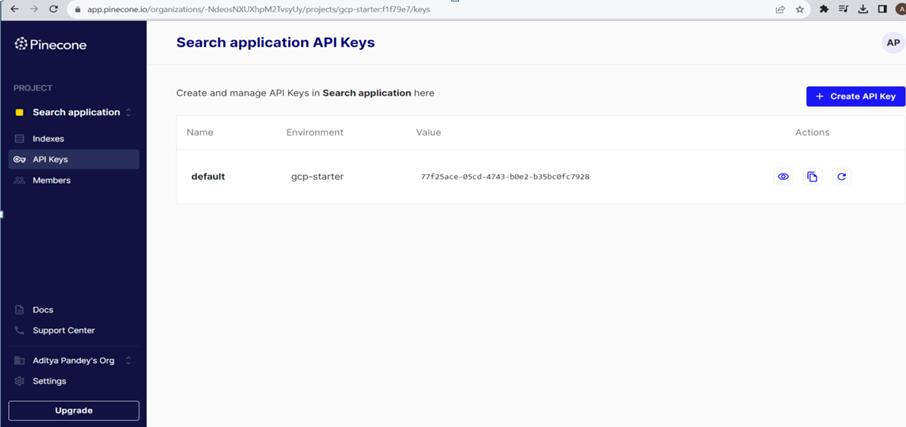 app.pinecone.io/organizations/-NdeosNXUXhpM2TvsyUy/projects/gcp-starter:f1f79e7/keys
A
Pinecone
Search application API Keys
AP
PROJECT
Search application
Indexes
API Keys
Members
Create and manage API Keys in Search application here
+ Create API Key
Name Environment Value Actions
default gcp-starter 77f25ace-05cd-4743-b0e2-b35bc0fc7928
Docs
Support Center
Aditya Pandey's Org
Settings
Upgrade